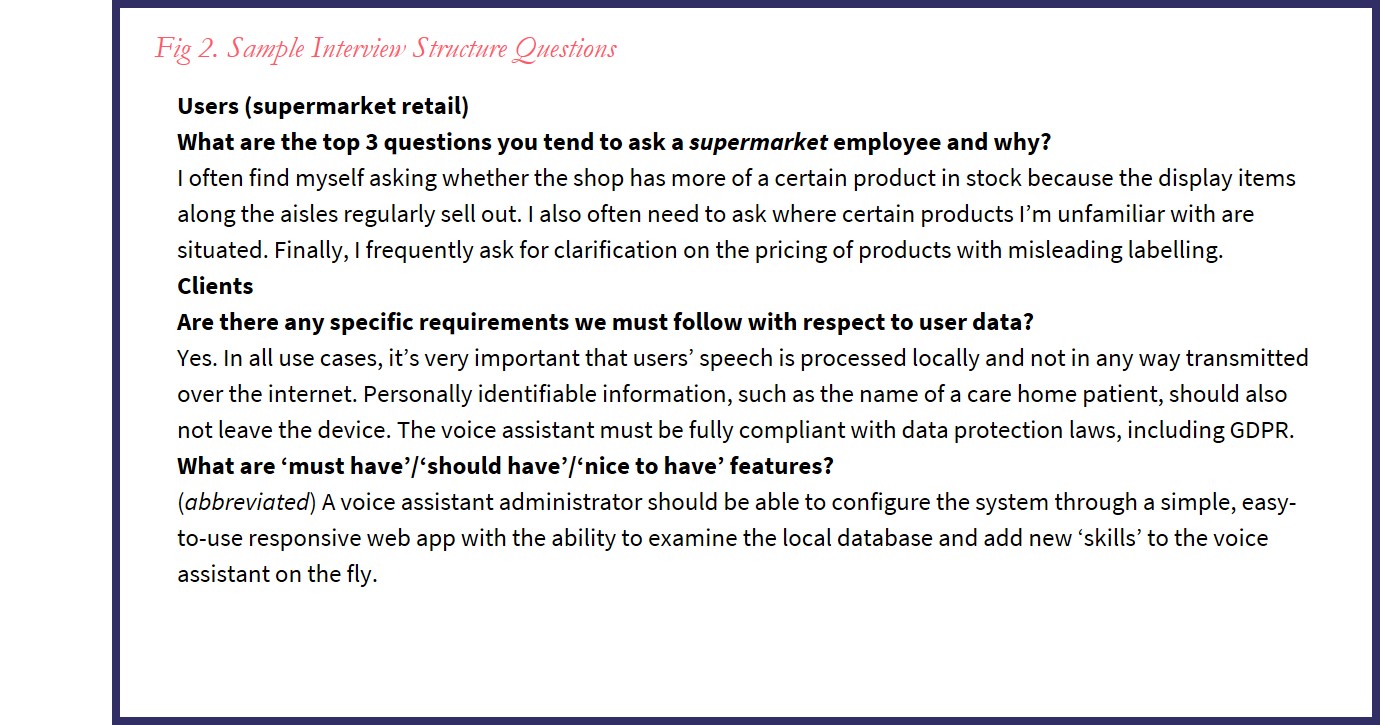 Fig 2. Sample Interview Structure Questions
Users (supermarket retail)
What are the top 3 questions you tend to ask a supermarket employee and why?
I often find myself asking whether the shop has more of a certain product in stock because the display items
along the aisles regularly sell out. I also often need to ask where certain products I’m unfamiliar with are
situated. Finally, I frequently ask for clarification on the pricing of products with misleading labelling.
Clients
Are there any specific requirements we must follow with respect to user data?
Yes. In all use cases, it’s very important that users’ speech is processed locally and not in any way transmitted
over the internet. Personally identifiable information, such as the name of a care home patient, should also
not leave the device. The voice assistant must be fully compliant with data protection laws, including GDPR.
What are ‘must have’/‘should have’/‘nice to have’ features?
(abbreviated) A voice assistant administrator should be able to configure the system through a simple, easy-
to-use responsive web app with the ability to examine the local database and add new ‘skills’ to the voice
assistant on the fly.